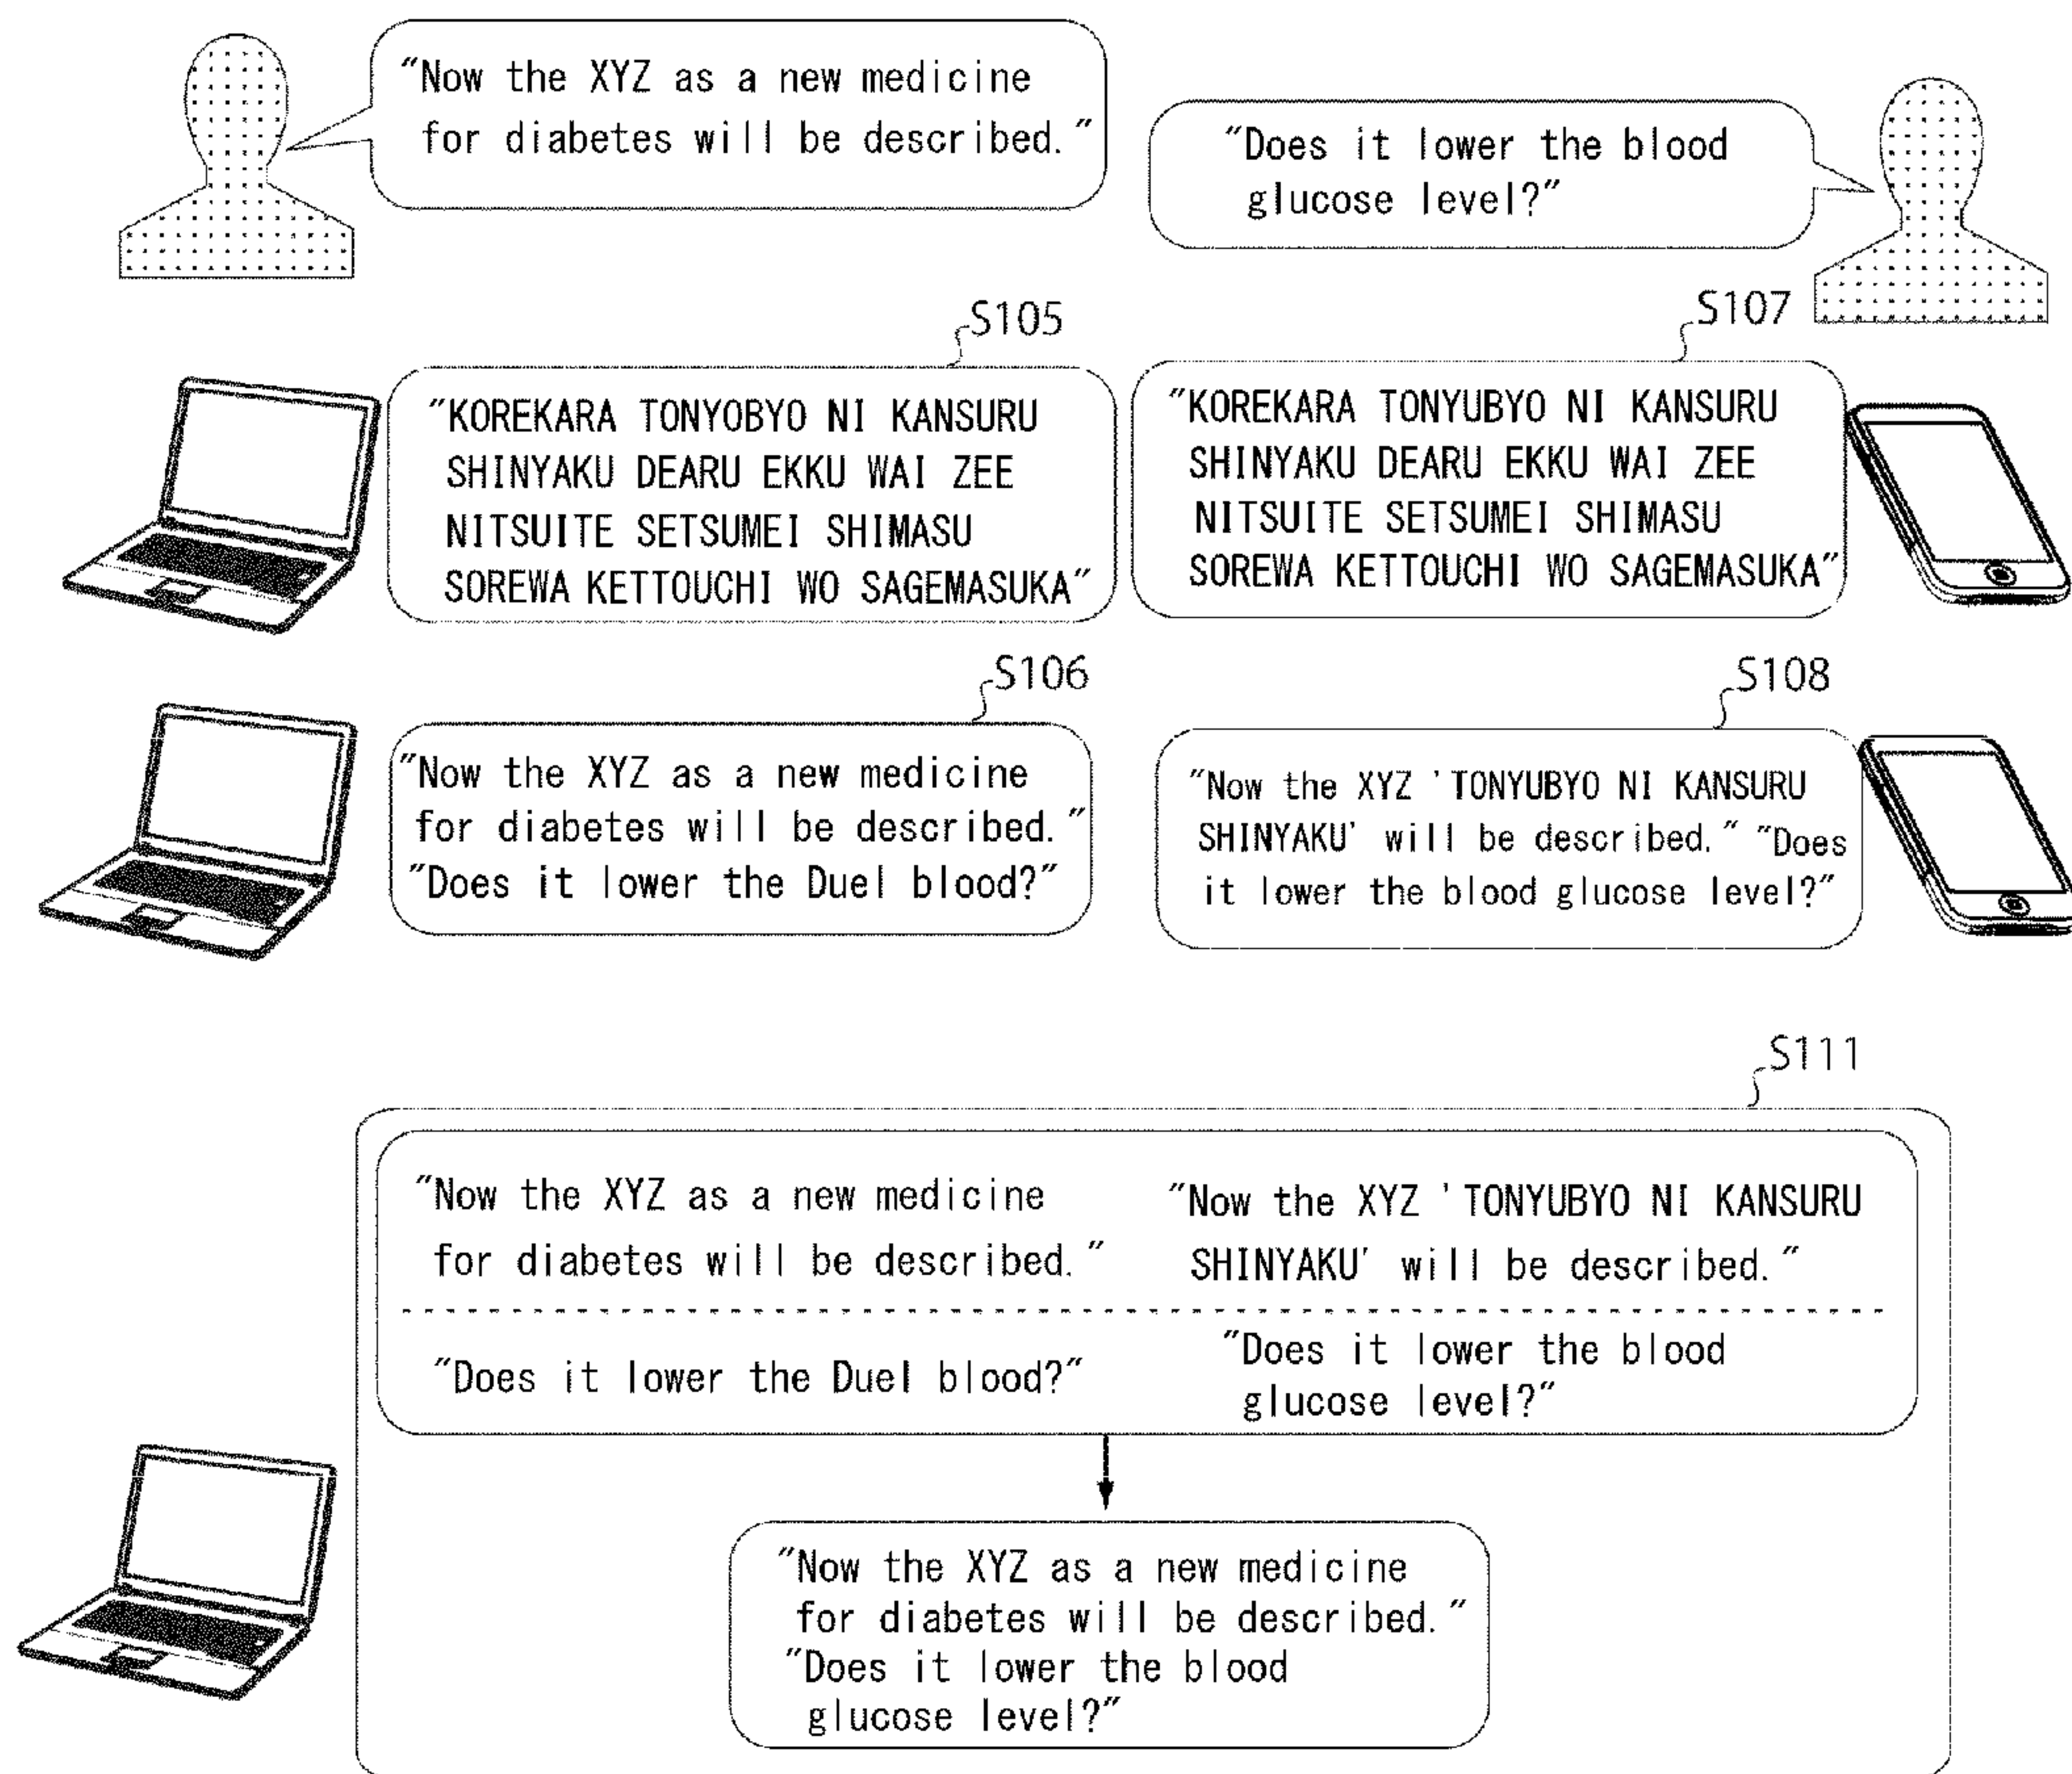 "Now the XYZ as a new medicine
for diabetes will be described."
"Does it lower the blood
glucose level?"
S105
"KOREKARA TONYOBYO NI KANSURU
SHINYAKU DEARU EKKU WAI ZEE
NITSUITE SETSUMEI SHIMASU
SOREWA KETTOUCHI WO SAGEMASUKA"
S107
"KOREKARA TONYUBYO NI KANSURU
SHINYAKU DEARU EKKU WAI ZEE
NITSUITE SETSUMEI SHIMASU
SOREWA KETTOUCHI WO SAGEMASUKA"
S106
"Now the XYZ as a new medicine
for diabetes will be described."
"Does it lower the Duel blood?"
S108
"Now the XYZ 'TONYUBYO NI KANSURU
SHINYAKU' will be described." "Does
it lower the blood glucose level?"
S111
"Now the XYZ as a new medicine
for diabetes will be described."
"Now the XYZ 'TONYUBYO NI KANSURU
SHINYAKU' will be described."
"Does it lower the Duel blood?"
"Does it lower the blood
glucose level?"
"Now the XYZ as a new medicine
for diabetes will be described."
"Does it lower the blood
glucose level?"